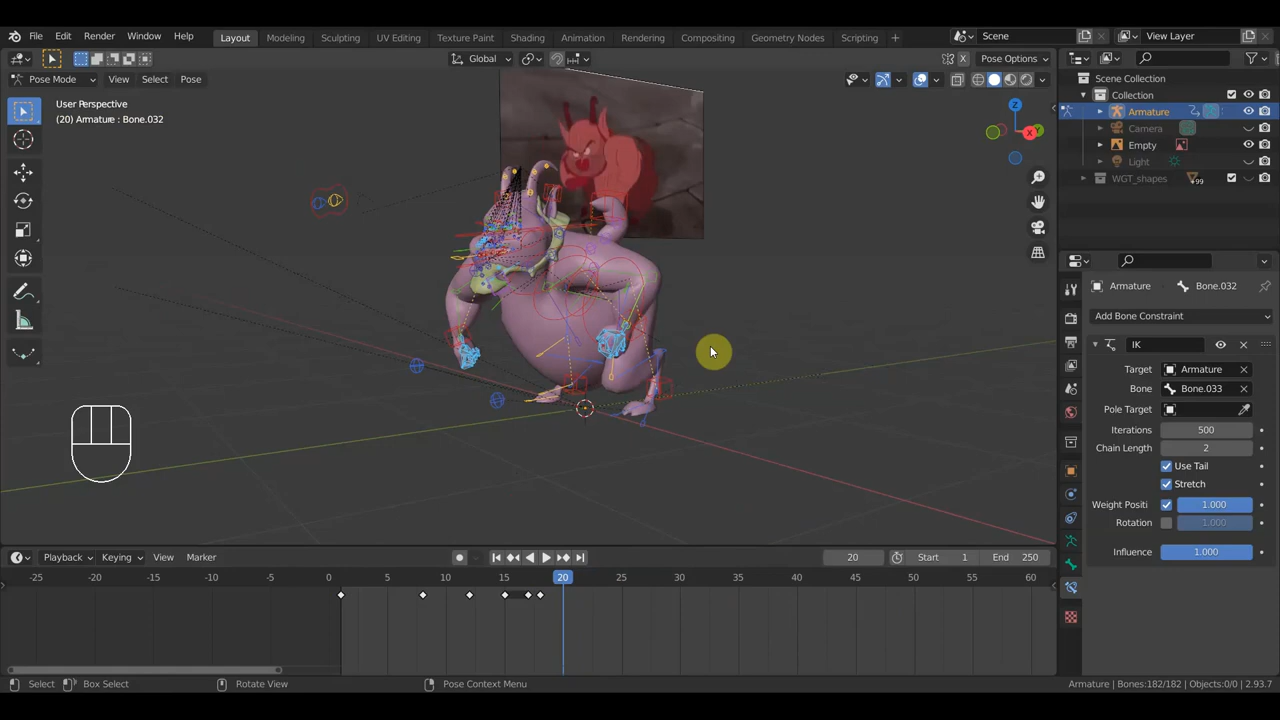 File Edit Render Window Help Layout Modeling Sculpting UV Editing Texture Paint Shading Animation Rendering Compositing Geometry Nodes Scripting + Scene View Layer
Global X Pose Options
Pose Mode View Select Pose
User Perspective
(20) Armature : Bone.032
Z
X
Y
Scene Collection
Collection
Armature
Camera
Empty
Light
WGT_shapes 99
Armature Bone.032
Add Bone Constraint
IK
Target Armature
Bone Bone.033
Pole Target
Iterations 500
Chain Length 2
Use Tail
Stretch
Weight Positi 1.000
Rotation 1.000
Influence 1.000
Playback Keying View Marker 20 Start 1 End 250
-25 -20 -15 -10 -5 0 5 10 15 20 25 30 35 40 45 50 55 60
Select Box Select Rotate View Pose Context Menu Armature | Bones:182/182 | Objects:0/0 | 2.93.7